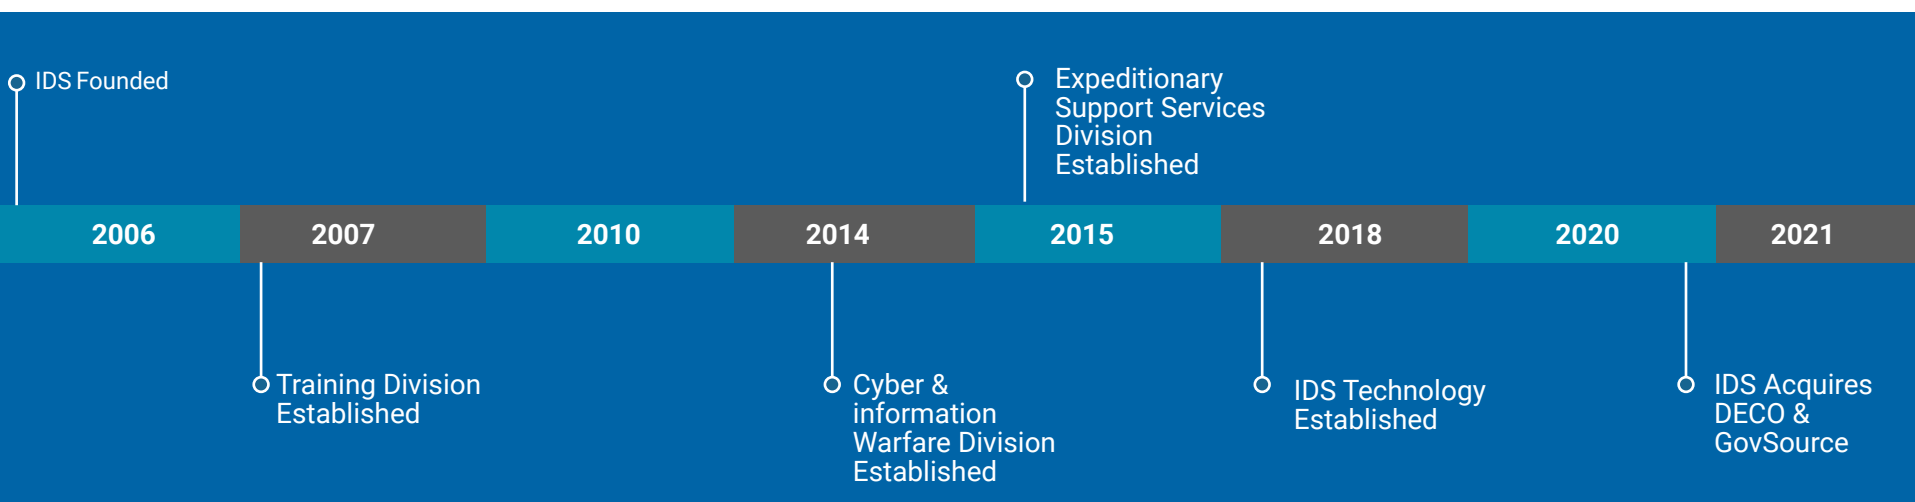 IDS Founded
Expeditionary
Support Services
Division
Established
2006
2007
2010
2014
2015
2018
2020
2021
Training Division
Established
Cyber &
information
Warfare Division
Established
IDS Technology
Established
IDS Acquires
DECO &
GovSource